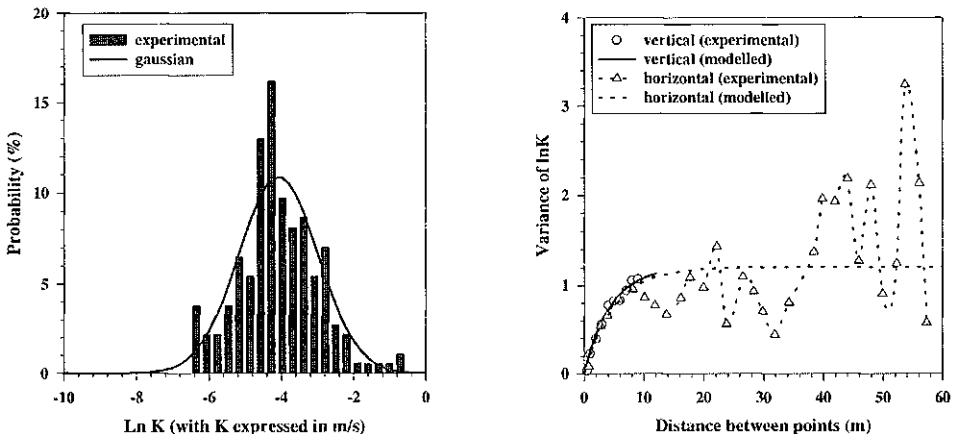 20
15
10
5
0
-10
-8
-6
-4
-2
0
Probability (%)
Ln K (with K expressed in m/s)
experimental
gaussian
4
3
2
1
0
0
10
20
30
40
50
60
Variance of lnK
Distance between points (m)
vertical (experimental)
vertical (modelled)
horizontal (experimental)
horizontal (modelled)